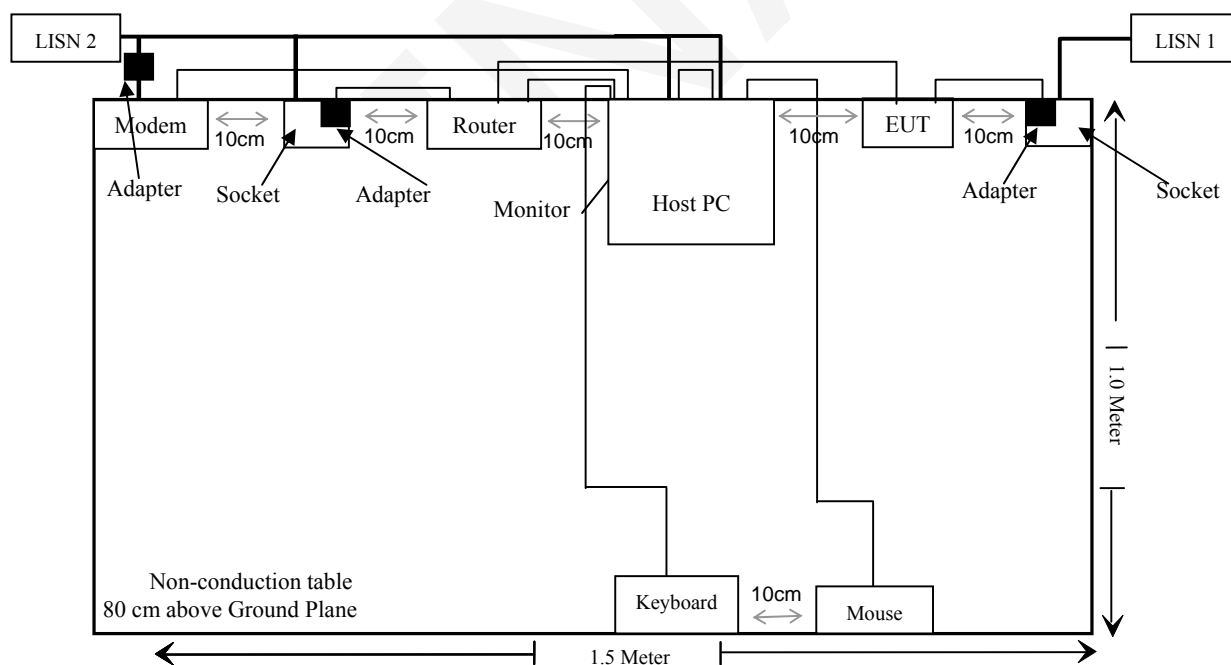 LISN 2
LISN 1
Modem
10cm
10cm
Router
10cm
10cm
EUT
10cm
Adapter
Socket
Adapter
Monitor
Host PC
Adapter
Socket
1.0 Meter
Non-conduction table
80 cm above Ground Plane
Keyboard
10cm
Mouse
1.5 Meter